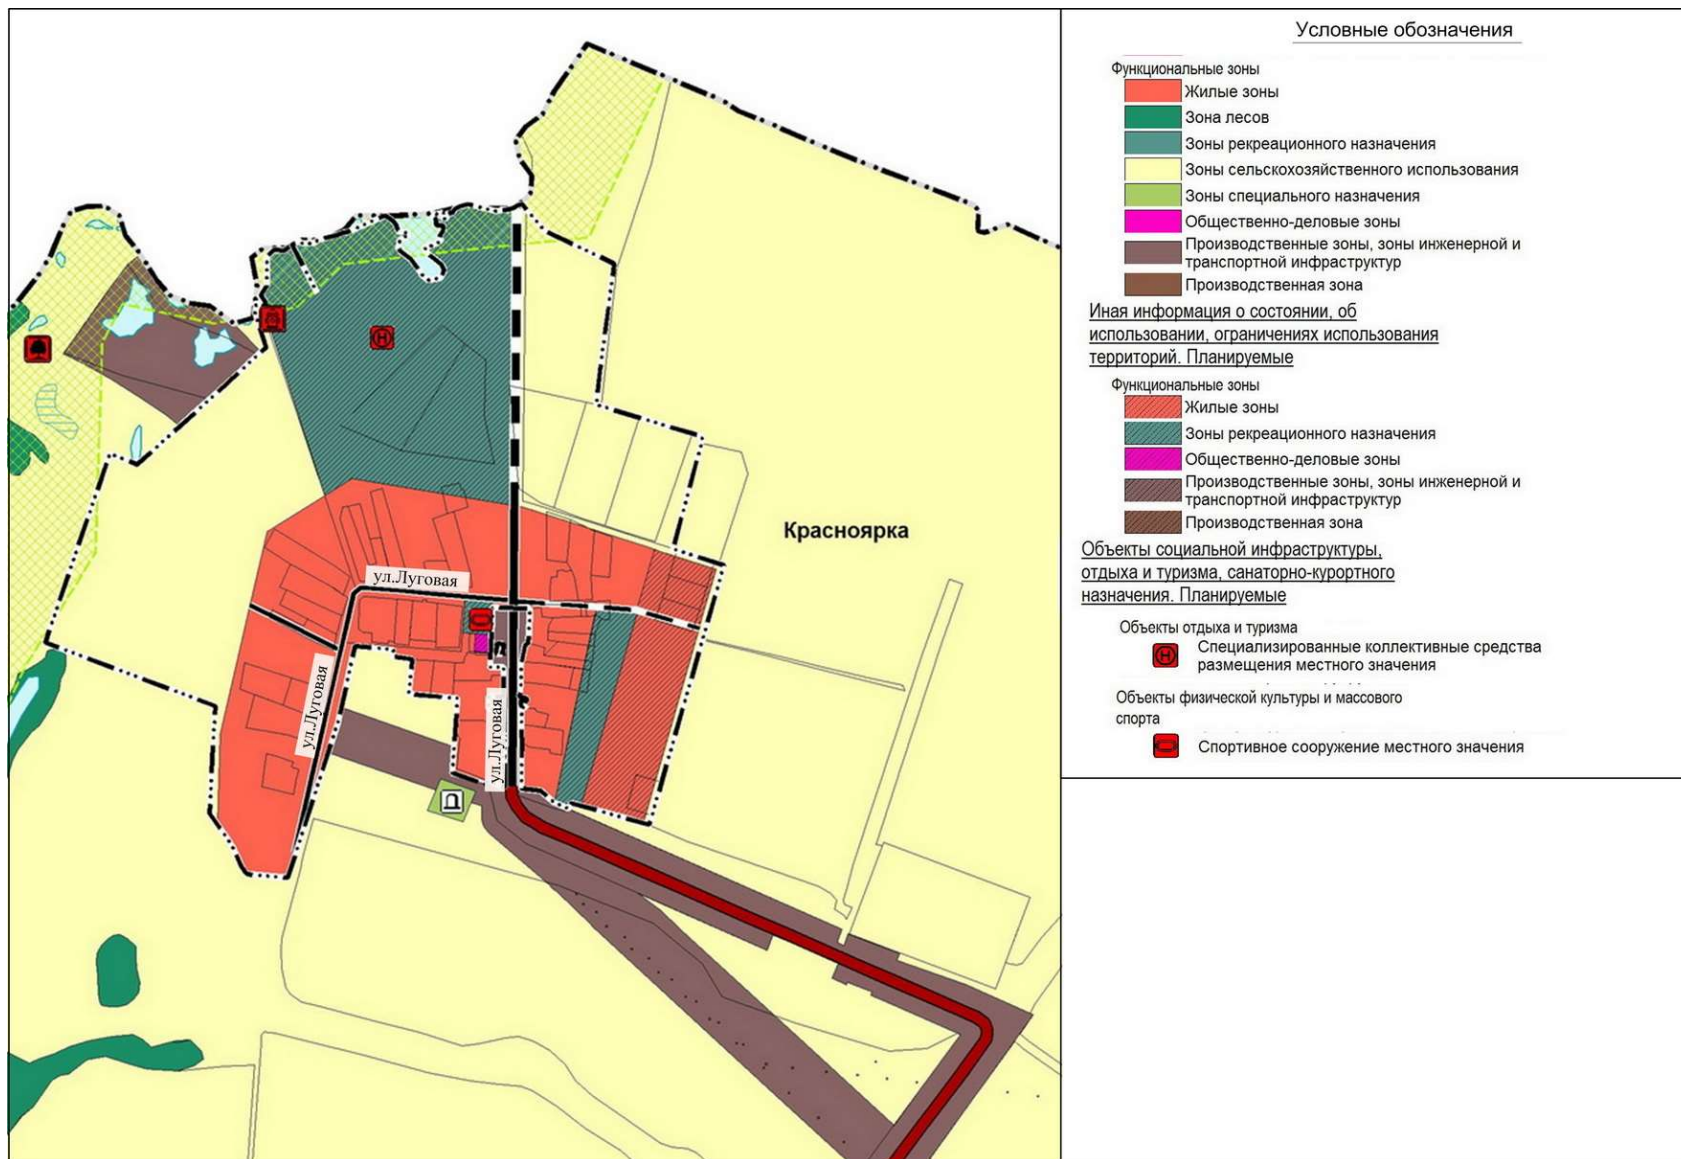 Условные обозначения
Функциональные зоны
Жилые зоны
Зона лесов
Зоны рекреационного назначения
Зоны сельскохозяйственного использования
Зоны специального назначения
Общественно-деловые зоны
Производственные зоны, зоны инженерной и
транспортной инфраструктур
Производственная зона
Иная информация о состоянии, об
использовании, ограничениях использования
территорий. Планируемые
Функциональные зоны
Жилые зоны
Зоны рекреационного назначения
Общественно-деловые зоны
Производственные зоны, зоны инженерной и
транспортной инфраструктур
Производственная зона
Объекты социальной инфраструктуры,
отдыха и туризма, санаторно-курортного
назначения. Планируемые
Объекты отдыха и туризма
Н
Специализированные коллективные средства
размещения местного значения
Объекты физической культуры и массового
спорта
Спортивное сооружение местного значения
Н
Красноярка
ул.Луговая
ул.Луговая
ул.Луговая